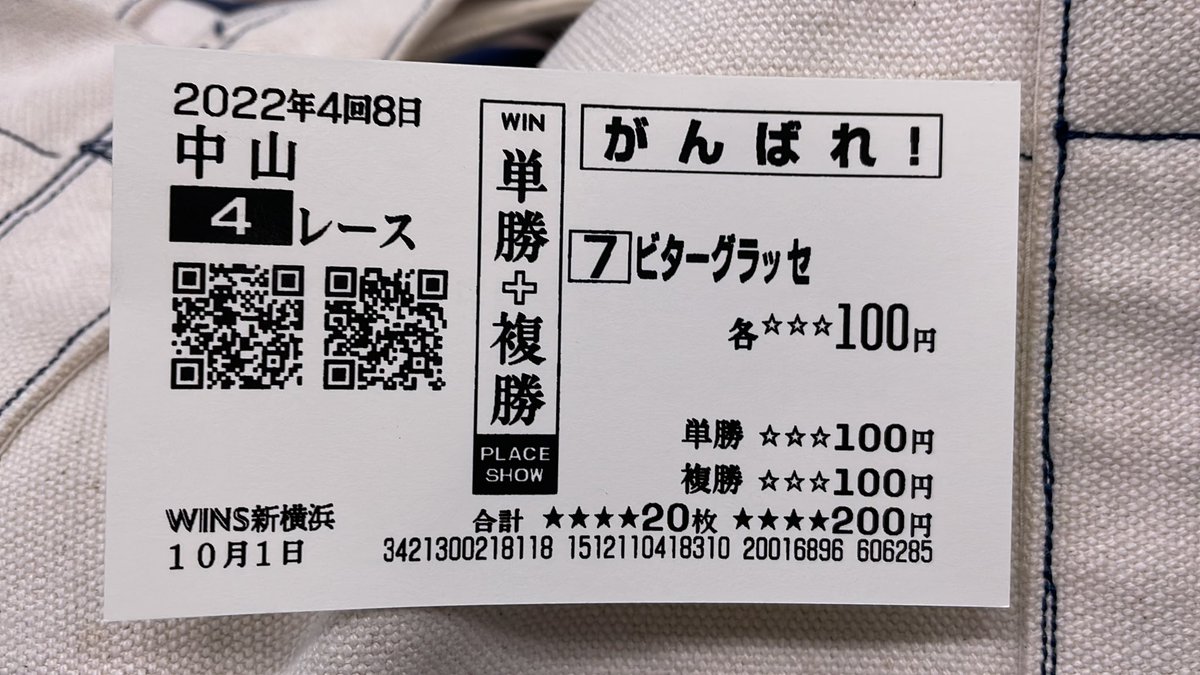 2022年4回8日
中山
4レース
WIN
単勝+複勝
PLACE
SHOW
がんばれ!
7 ビターグラッセ
各☆☆☆100円
単勝 ☆☆☆100円
複勝 ☆☆☆100円
合計 ★★★★20枚 ★★★★200円
WINS新横浜
10月1日
3421300218118 1512110418310 20016896 606285